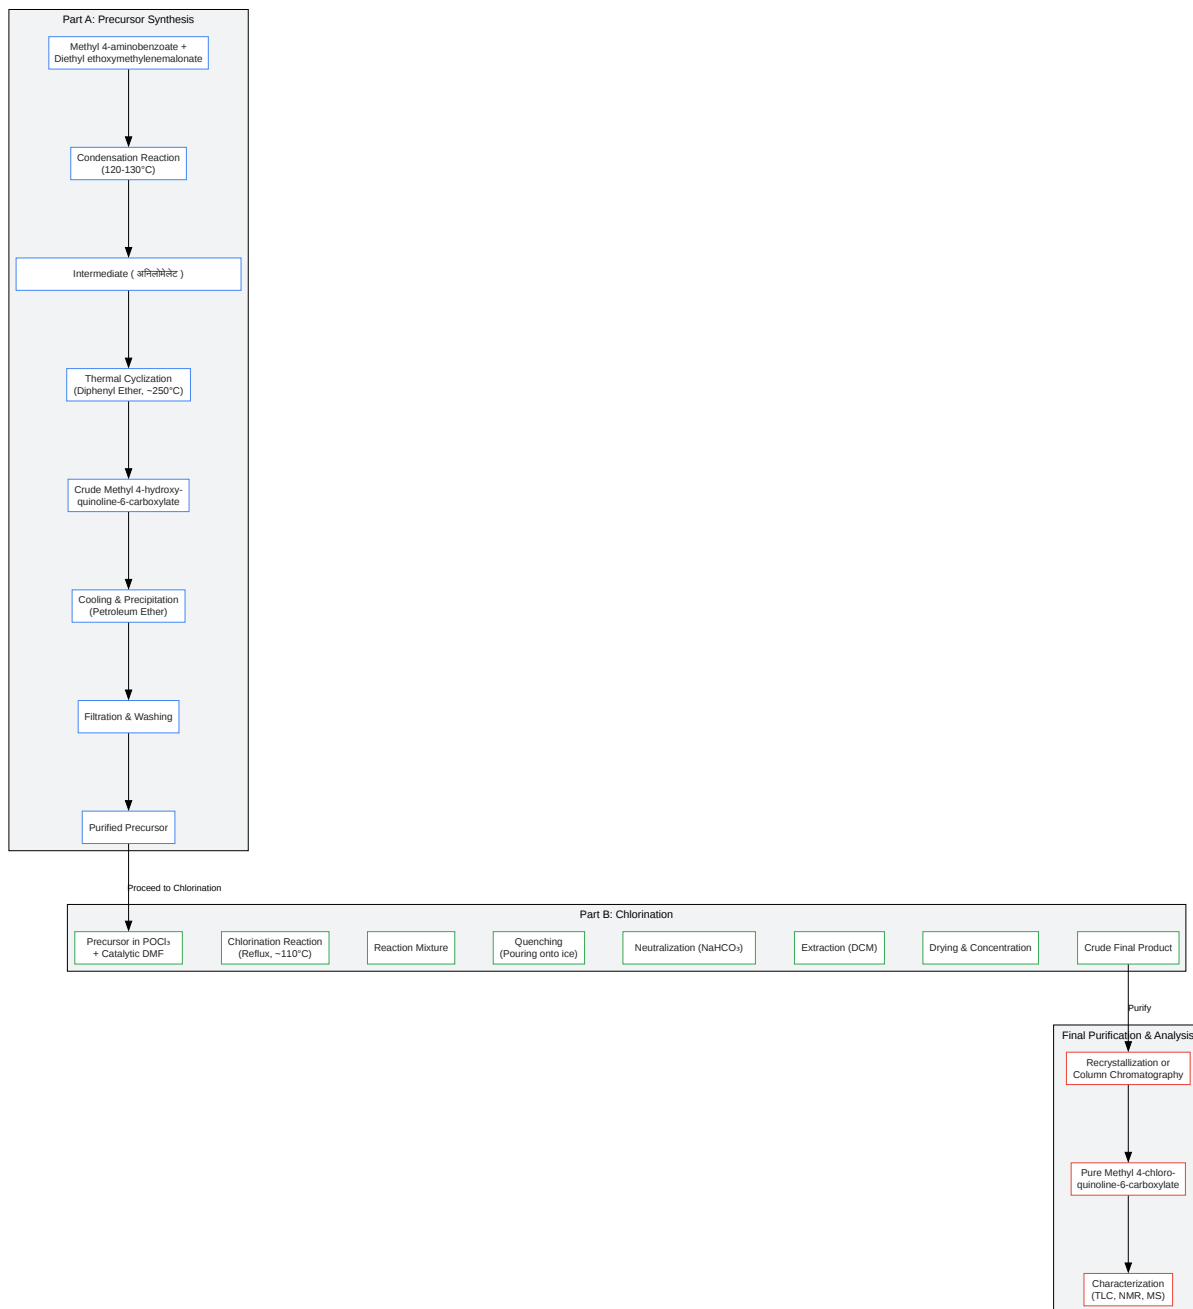 Part A: Precursor Synthesis
Methyl 4-aminobenzoate +
Diethyl ethoxymethylenemalonate
Condensation Reaction
(120-130°C)
Intermediate ( अनिलोमेलेट )
Thermal Cyclization
(Diphenyl Ether, ~250°C)
Crude Methyl 4-hydroxy-
quinoline-6-carboxylate
Cooling & Precipitation
(Petroleum Ether)
Filtration & Washing
Purified Precursor
Proceed to Chlorination
Part B: Chlorination
Precursor in POCl₃
+ Catalytic DMF
Chlorination Reaction
(Reflux, ~110°C)
Reaction Mixture
Quenching
(Pouring onto ice)
Neutralization (NaHCO₃)
Extraction (DCM)
Drying & Concentration
Crude Final Product
Purify
Final Purification & Analysis
Recrystallization or
Column Chromatography
Pure Methyl 4-chloro-
quinoline-6-carboxylate
Characterization
(TLC, NMR, MS)